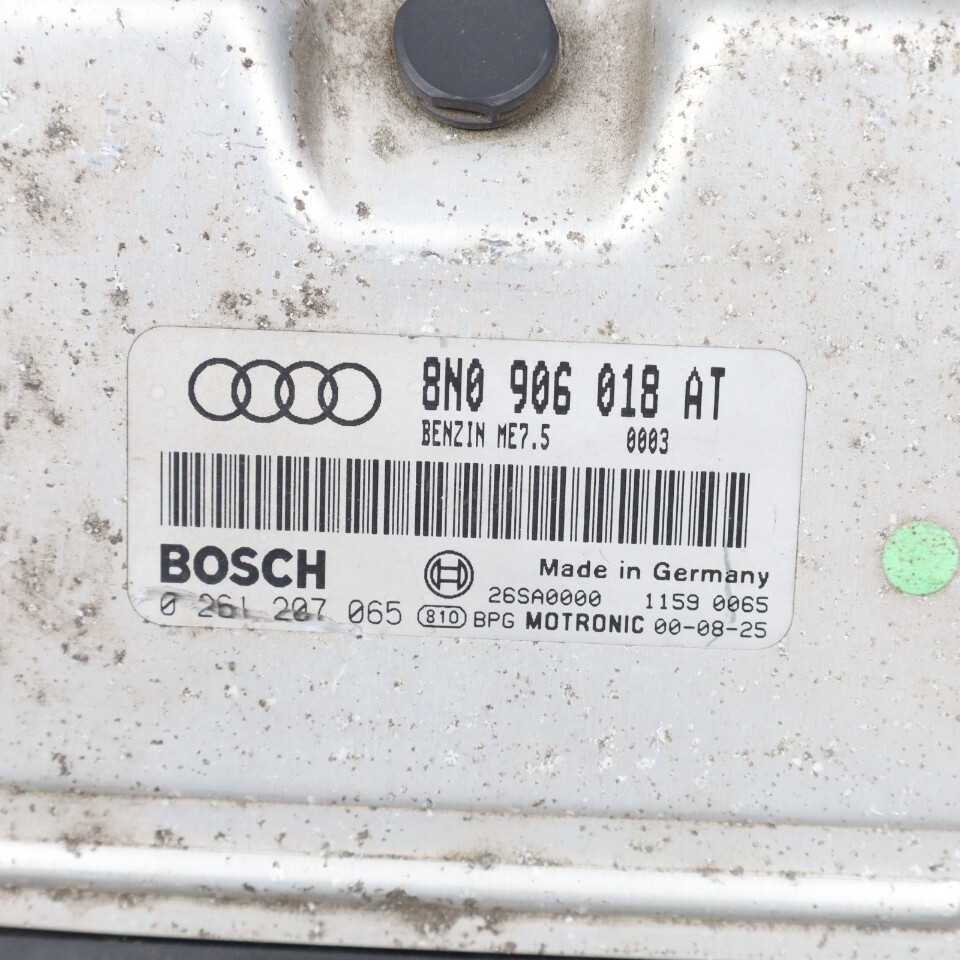 8N0 906 018 AT
BENZIN ME7.5 0003
BOSCH
Made in Germany
26SA0000 1159 0065
0 261 207 065 810 BPG MOTRONIC 00-08-25